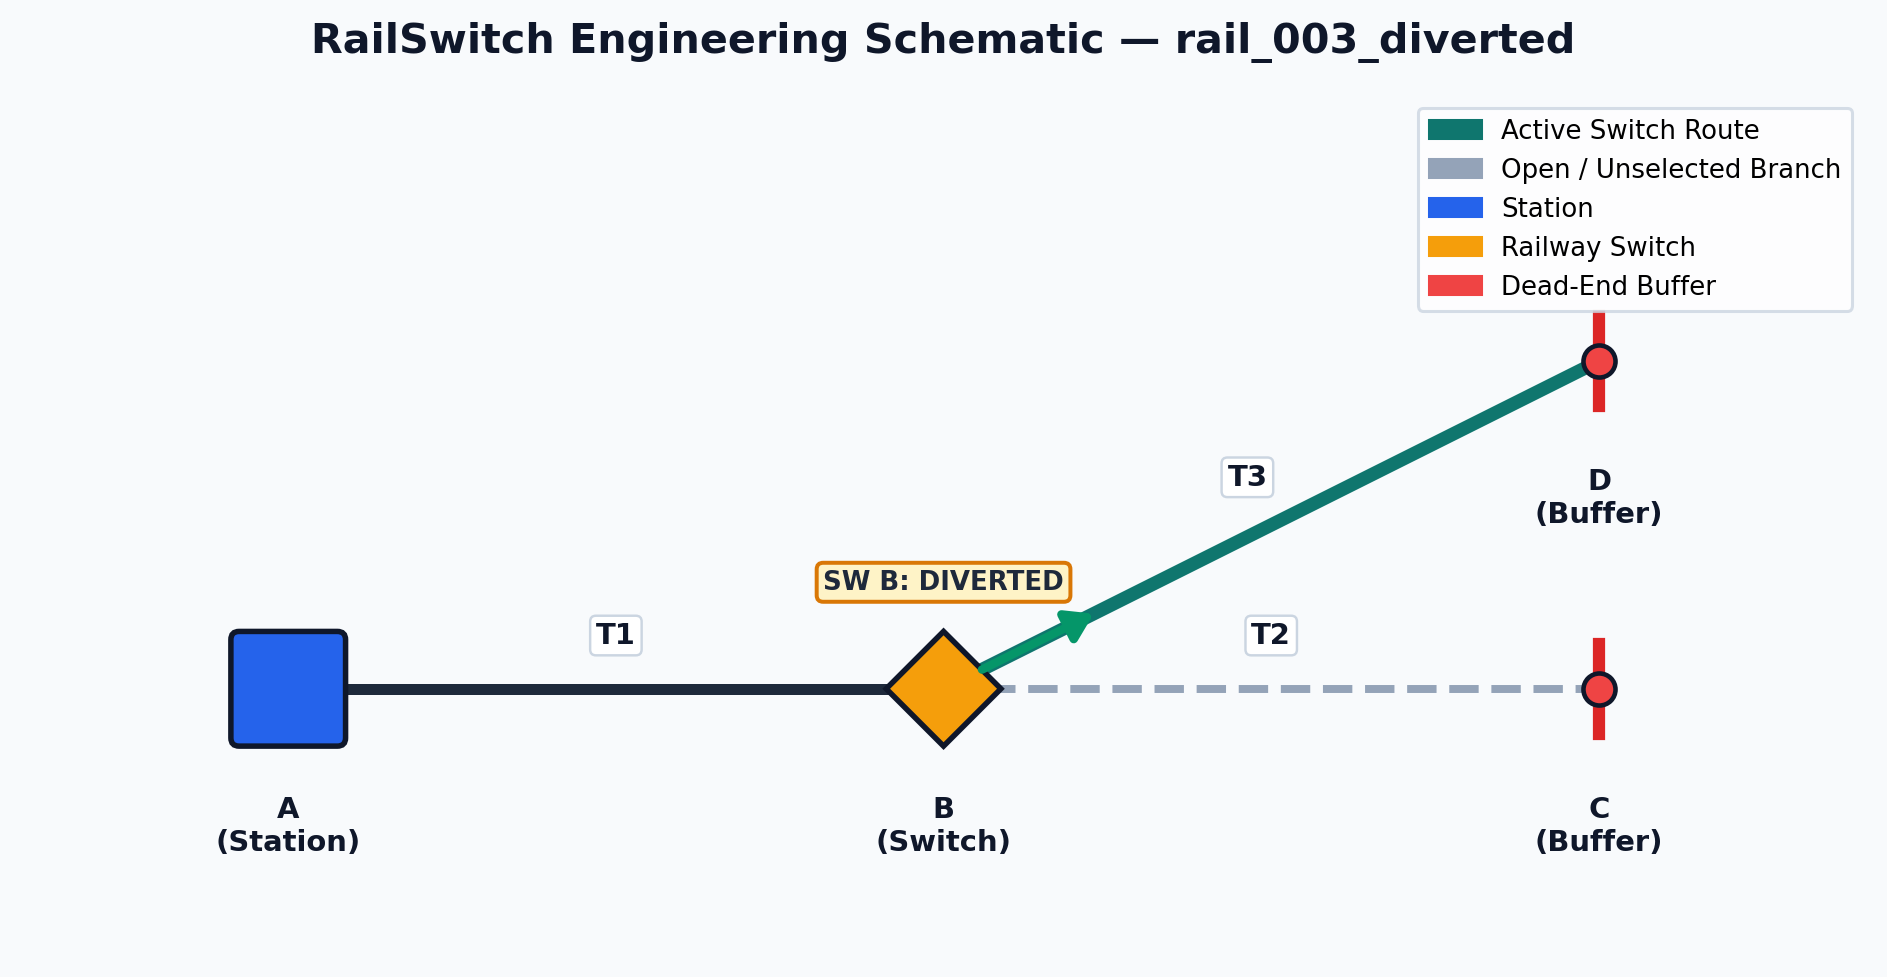 RailSwitch Engineering Schematic — rail_003_diverted
Active Switch Route
Open / Unselected Branch
Station
Railway Switch
Dead-End Buffer
T3
D
(Buffer)
SW B: DIVERTED
T1
T2
A
(Station)
B
(Switch)
C
(Buffer)